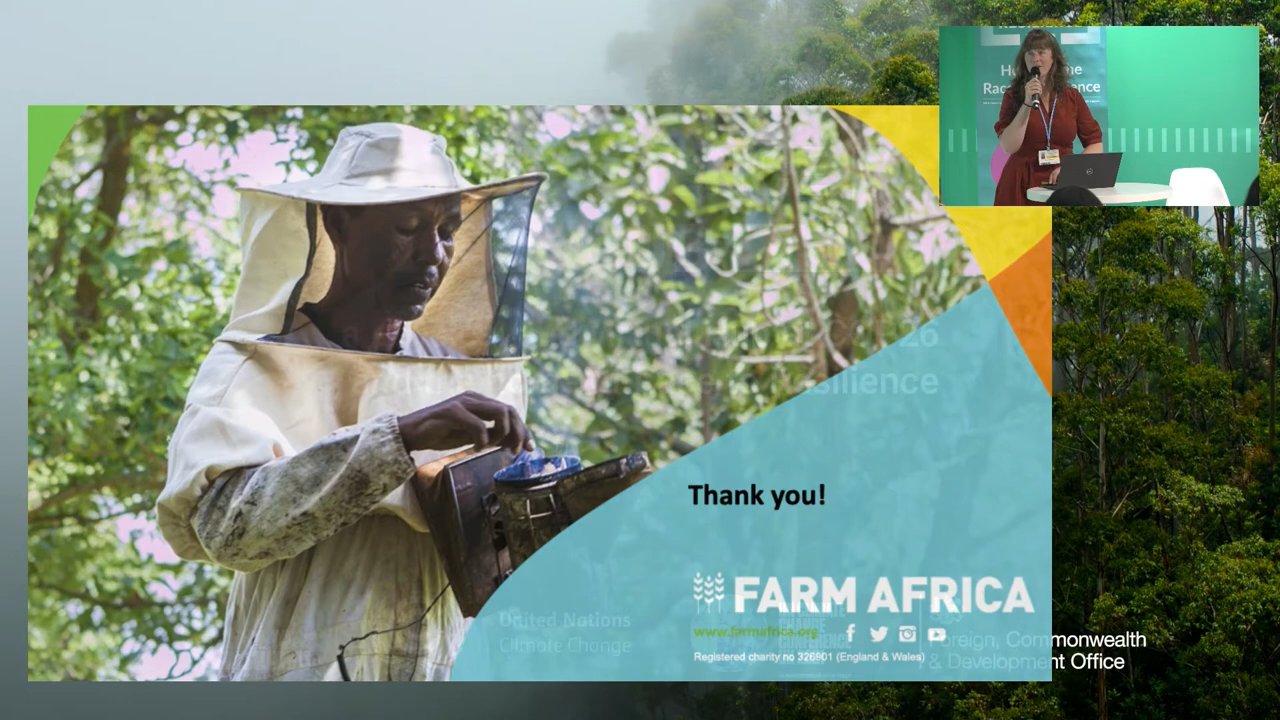 Thank you!
FARM AFRICA
www.farmafrica.org
Registered charity no 326901 (England & Wales)
United Nations
Climate Change
Foreign, Commonwealth
& Development Office